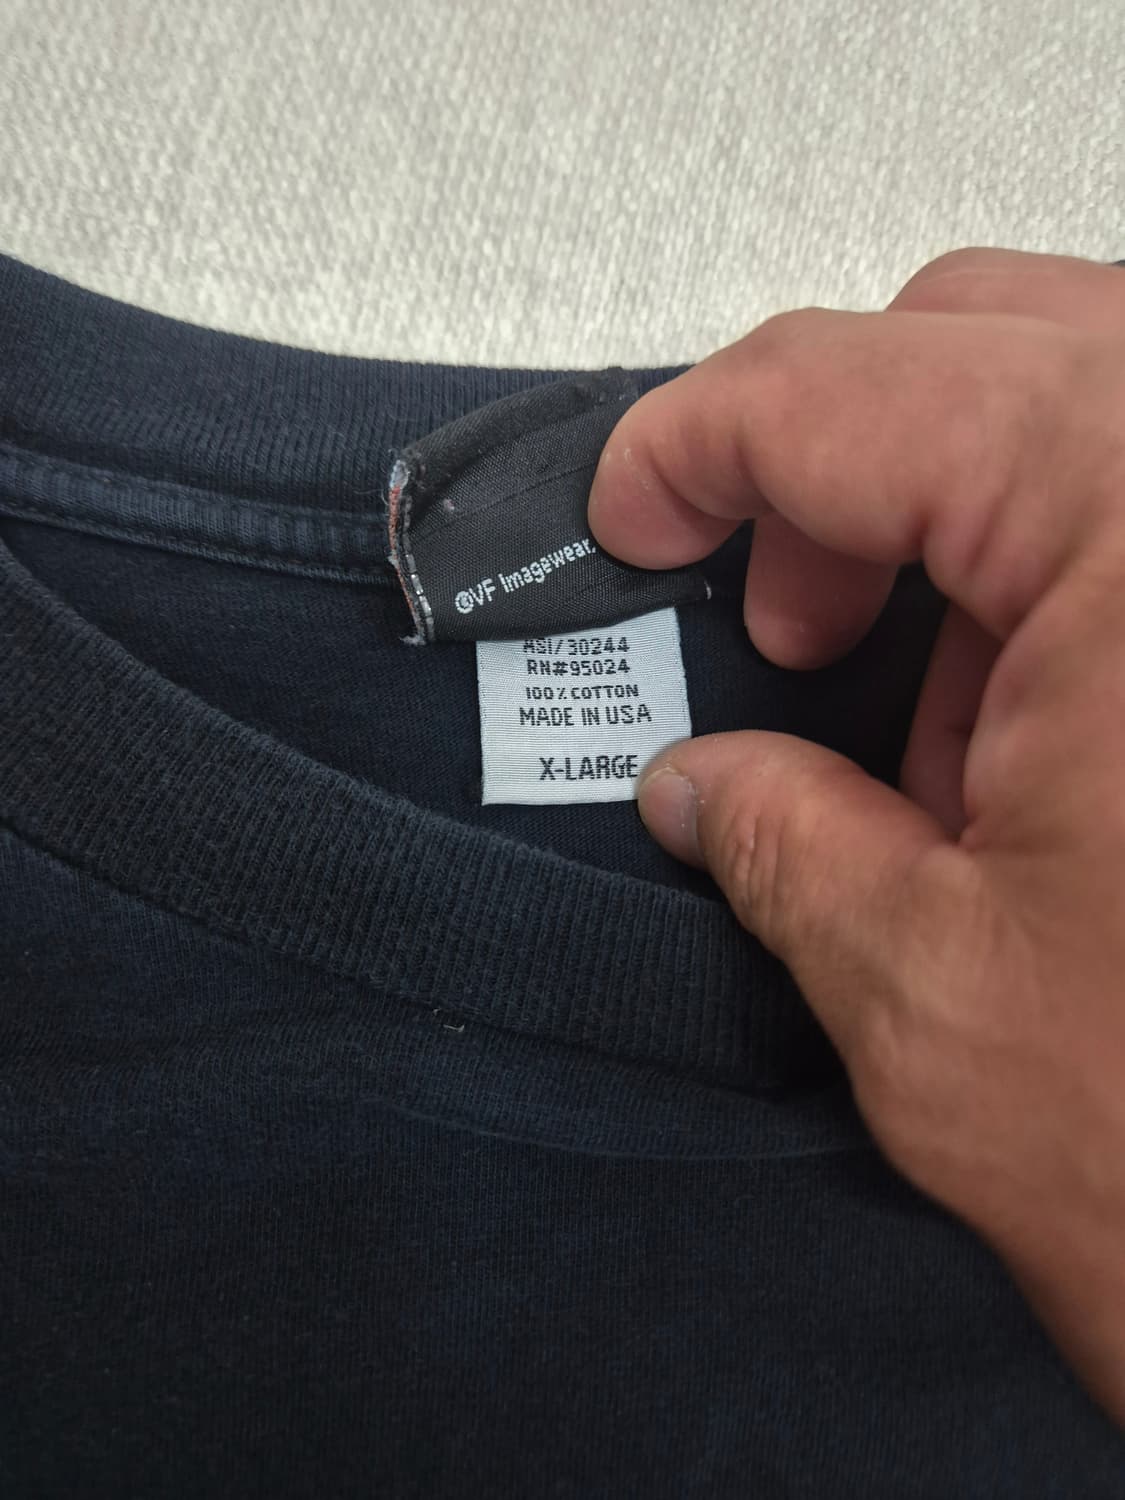 ©VF Imagewear,
ASI/30244
RN#95024
100% COTTON
MADE IN USA
X-LARGE